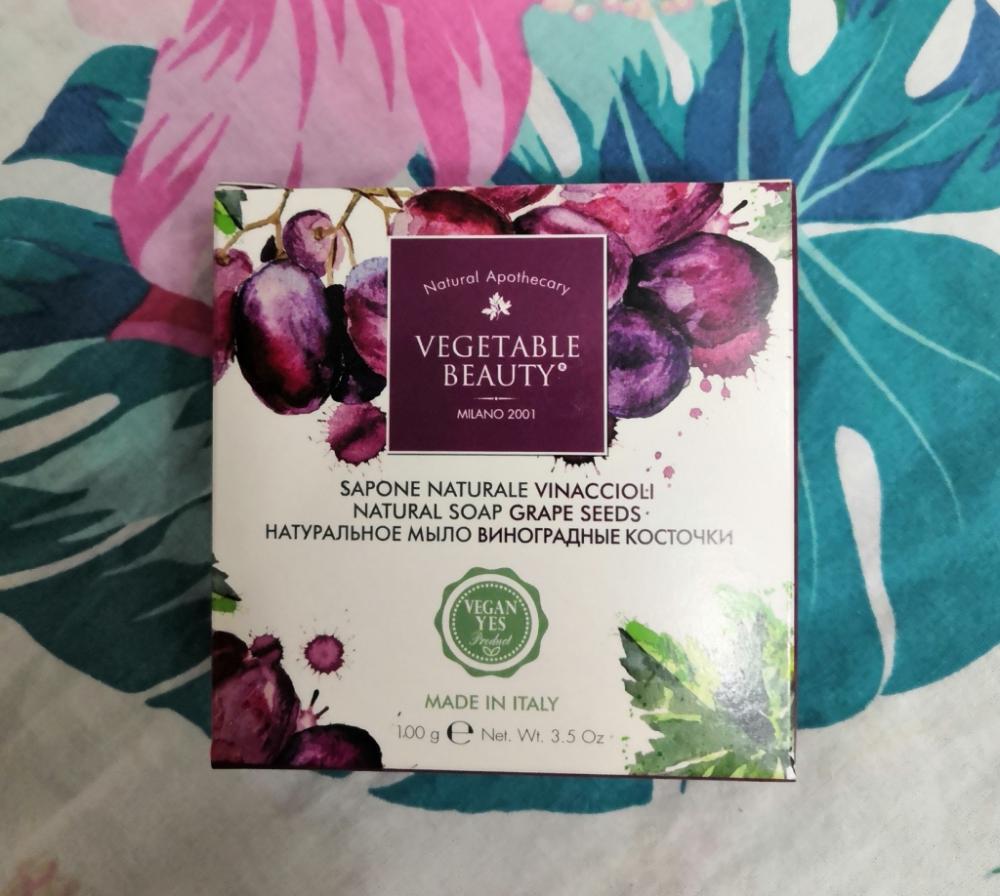 Natural Apothecary
VEGETABLE
BEAUTY®
MILANO 2001
SAPONE NATURALE VINACCIOLI
NATURAL SOAP GRAPE SEEDS
НАТУРАЛЬНОЕ МЫЛО ВИНОГРАДНЫЕ КОСТОЧКИ
VEGAN
YES
Product
MADE IN ITALY
100 g ℮ Net. Wt. 3.5 Oz